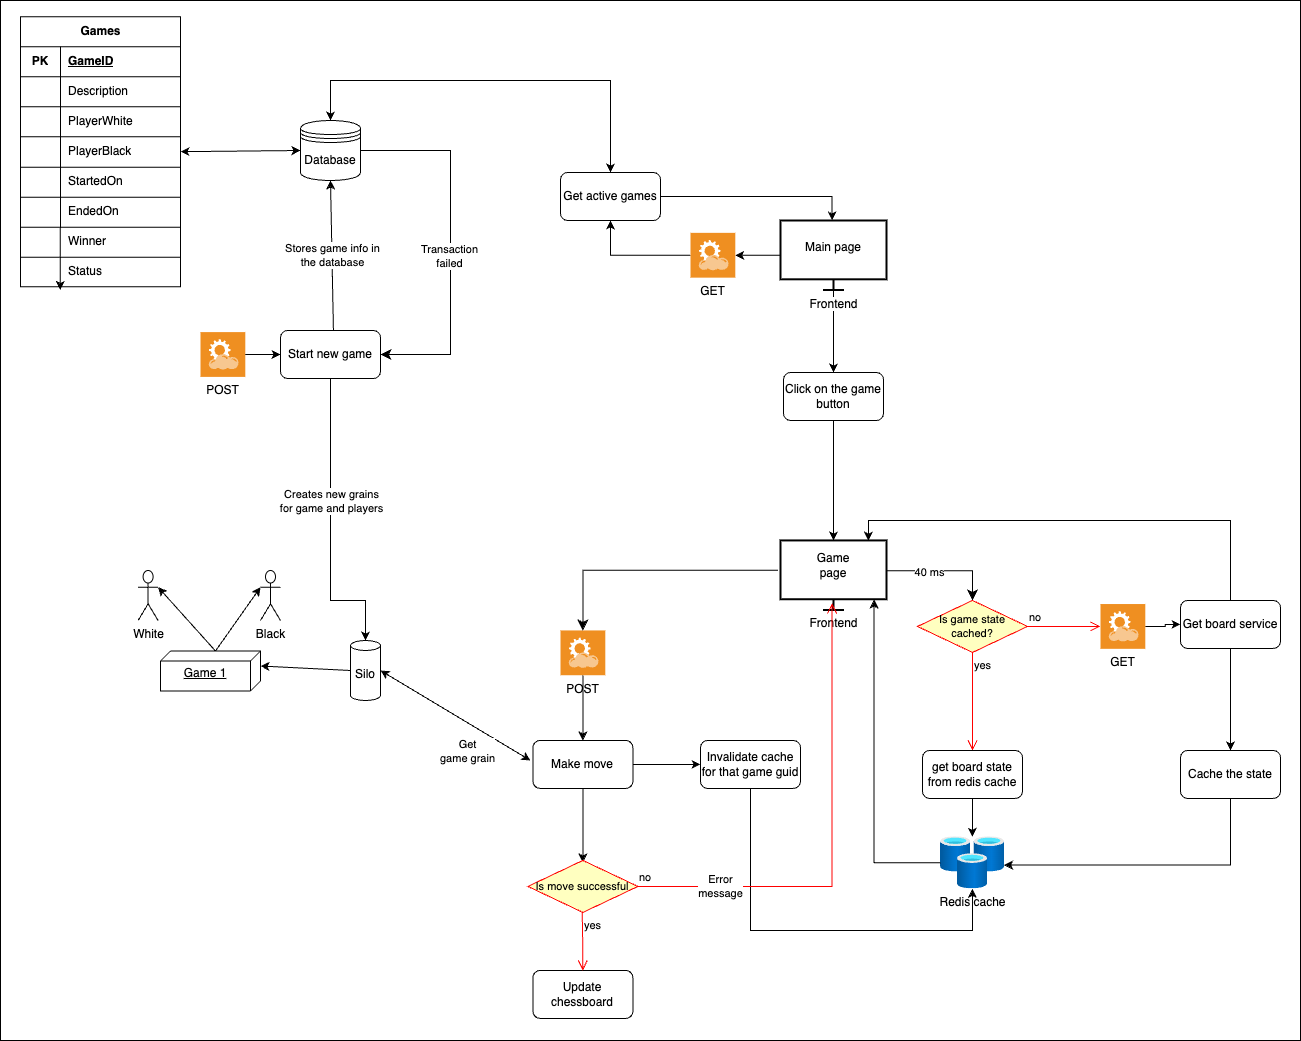 Games
PK
GameID
Description
PlayerWhite
PlayerBlack
StartedOn
EndedOn
Winner
Status
Database
Stores game info in
the database
Transaction
failed
POST
Start new game
Get active games
GET
Main page
Frontend
Click on the game
button
Creates new grains
for game and players
White
Black
Game 1
Silo
Get
game grain
Game
page
Frontend
40 ms
Is game state
cached?
no
yes
GET
Get board service
POST
Make move
Invalidate cache
for that game guid
get board state
from redis cache
Cache the state
Redis cache
Is move successful
no
Error
message
yes
Update
chessboard